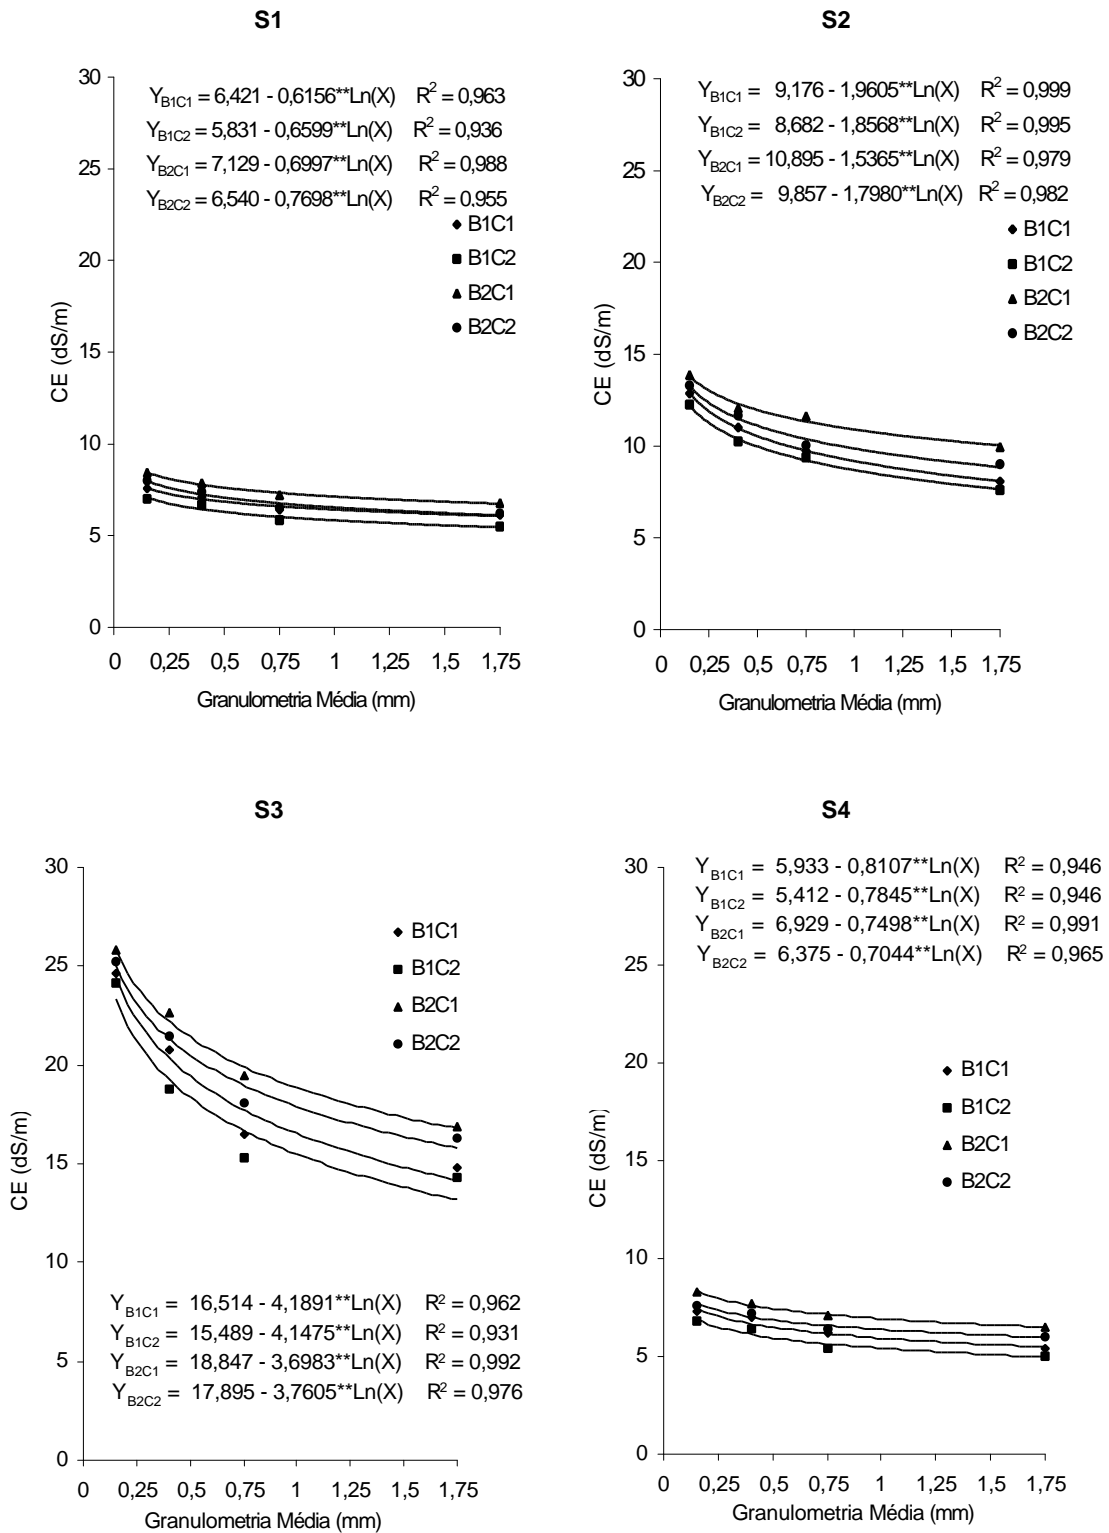 S1
Y_B1C1 = 6,421 - 0,6156**Ln(X) R² = 0,963
Y_B1C2 = 5,831 - 0,6599**Ln(X) R² = 0,936
Y_B2C1 = 7,129 - 0,6997**Ln(X) R² = 0,988
Y_B2C2 = 6,540 - 0,7698**Ln(X) R² = 0.955
B1C1
B1C2
B2C1
B2C2
CE (dS/m)
30
25
20
15
10
5
0
0 0,25 0,5 0,75 1 1,25 1,5 1,75
Granulometria Média (mm)
S2
Y_B1C1 = 9,176 - 1,9605**Ln(X) R² = 0,999
Y_B1C2 = 8,682 - 1,8568**Ln(X) R² = 0,995
Y_B2C1 = 10,895 - 1,5365**Ln(X) R² = 0,979
Y_B2C2 = 9,857 - 1,7980**Ln(X) R² = 0,982
B1C1
B1C2
B2C1
B2C2
CE (dS/m)
30
25
20
15
10
5
0
0 0,25 0,5 0,75 1 1,25 1,5 1,75
Granulometria Média (mm)
S3
B1C1
B1C2
B2C1
B2C2
CE (dS/m)
30
25
20
15
10
5
0
Y_B1C1 = 16,514 - 4,1891**Ln(X) R² = 0,962
Y_B1C2 = 15,489 - 4,1475**Ln(X) R² = 0,931
Y_B2C1 = 18,847 - 3,6983**Ln(X) R² = 0,992
Y_B2C2 = 17,895 - 3,7605**Ln(X) R² = 0,976
0 0,25 0,5 0,75 1 1,25 1,5 1,75
Granulometria Média (mm)
S4
Y_B1C1 = 5,933 - 0,8107**Ln(X) R² = 0,946
Y_B1C2 = 5,412 - 0,7845**Ln(X) R² = 0,946
Y_B2C1 = 6,929 - 0,7498**Ln(X) R² = 0,991
Y_B2C2 = 6,375 - 0,7044**Ln(X) R² = 0,965
B1C1
B1C2
B2C1
B2C2
CE (dS/m)
30
25
20
15
10
5
0
0 0,25 0,5 0,75 1 1,25 1,5 1,75
Granulometria Média (mm)